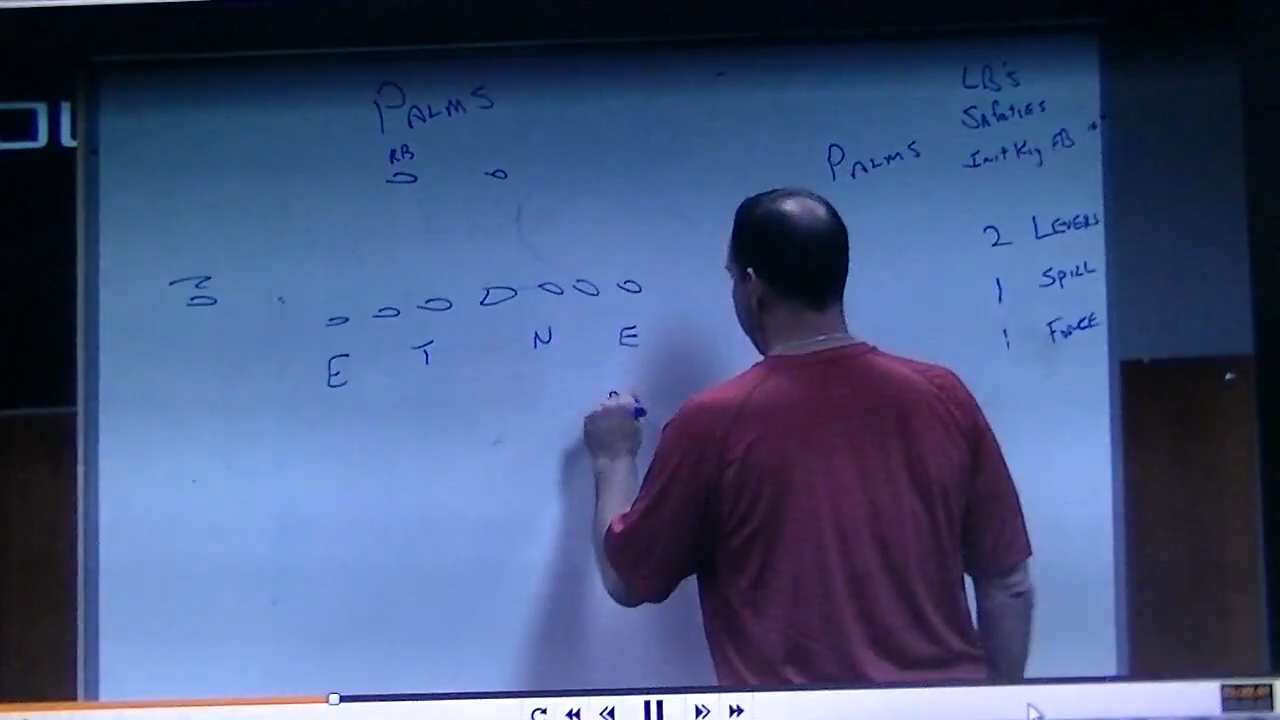 PALMS
RB
E T N E
PALMS
LB's
Safeties
Init Key FB
2 Levers
1 Spill
1 Force